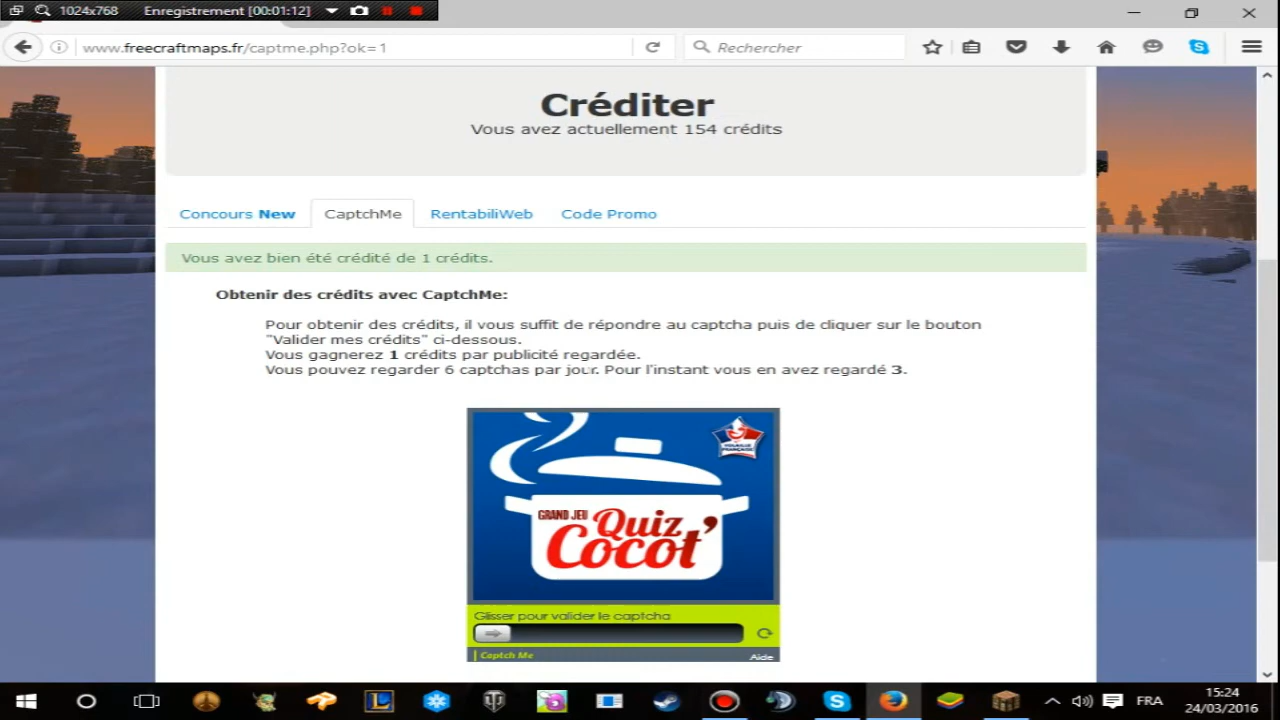 1024x768 Enregistrement [00:01:12]
www.freecraftmaps.fr/captme.php?ok=1
Rechercher
Créditer
Vous avez actuellement 154 crédits
Concours New CaptchMe RentabiliWeb Code Promo
Vous avez bien été crédité de 1 crédits.
Obtenir des crédits avec CaptchMe:
Pour obtenir des crédits, il vous suffit de répondre au captcha puis de cliquer sur le bouton
"Valider mes crédits" ci-dessous.
Vous gagnerez 1 crédits par publicité regardée.
Vous pouvez regarder 6 captchas par jour. Pour l'instant vous en avez regardé 3.
VOLAILLE
FRANÇAISE
GRAND JEU Quiz
Cocot'
Glisser pour valider le captcha
Captch Me Aide
FRA
15:24
24/03/2016